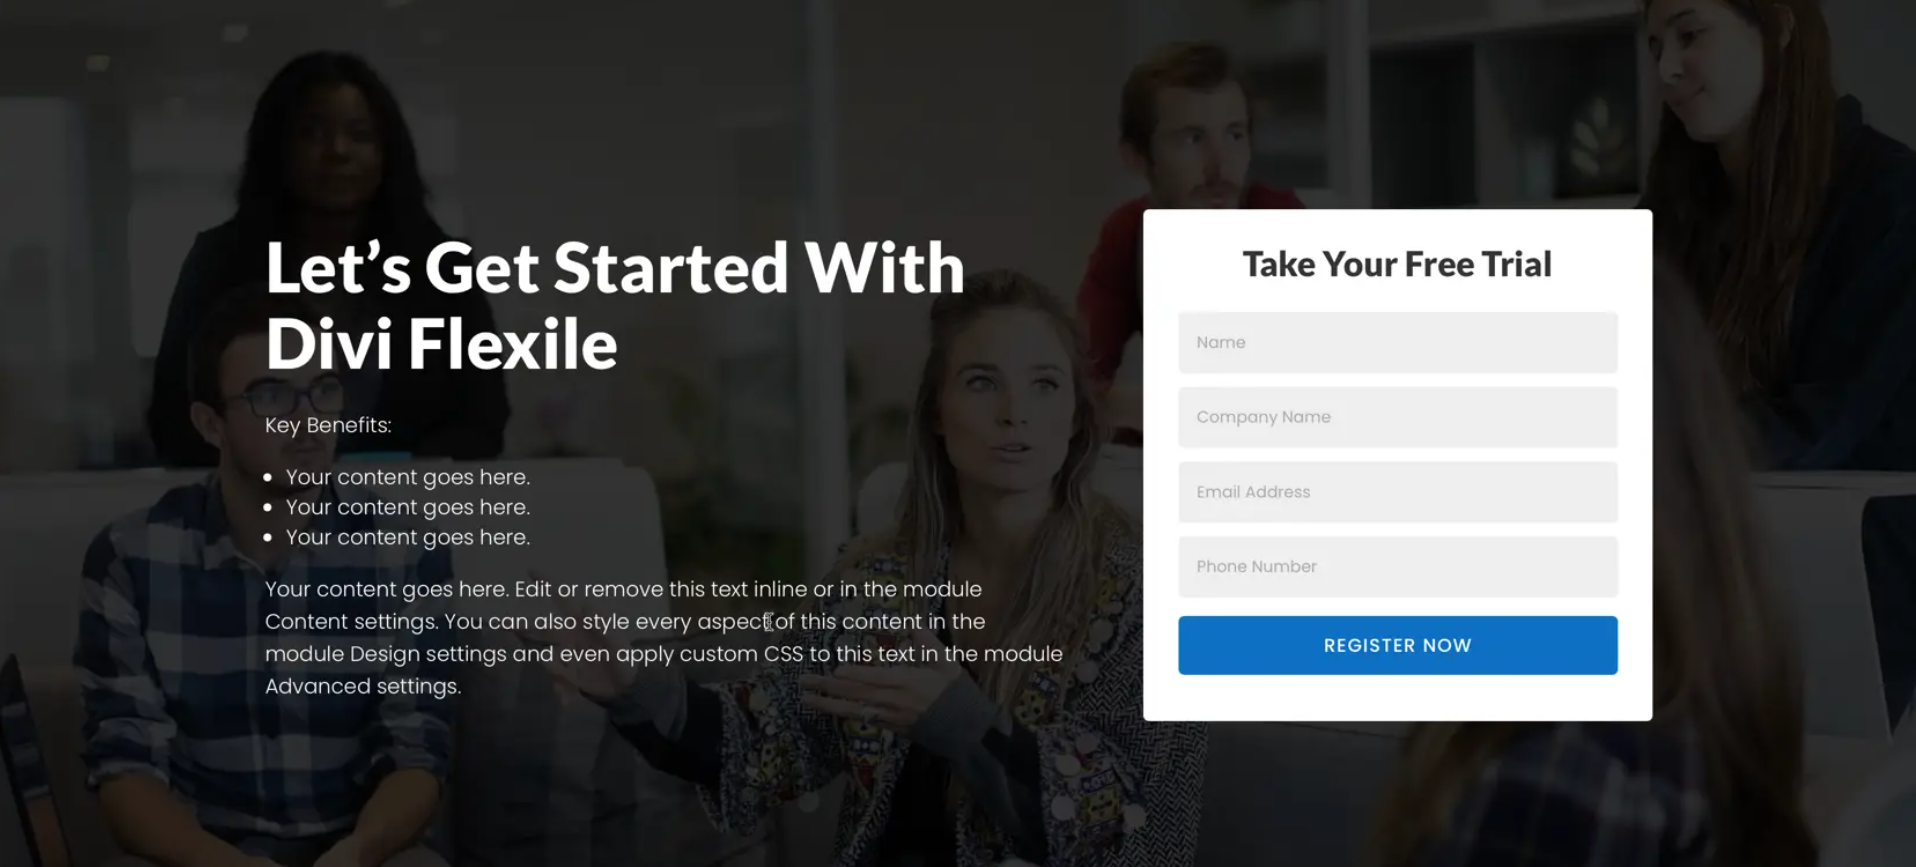 Let’s Get Started With
Divi Flexile
Key Benefits:
Your content goes here.
Your content goes here.
Your content goes here.
Your content goes here. Edit or remove this text inline or in the module
Content settings. You can also style every aspect of this content in the
module Design settings and even apply custom CSS to this text in the module
Advanced settings.
Take Your Free Trial
Name
Company Name
Email Address
Phone Number
REGISTER NOW